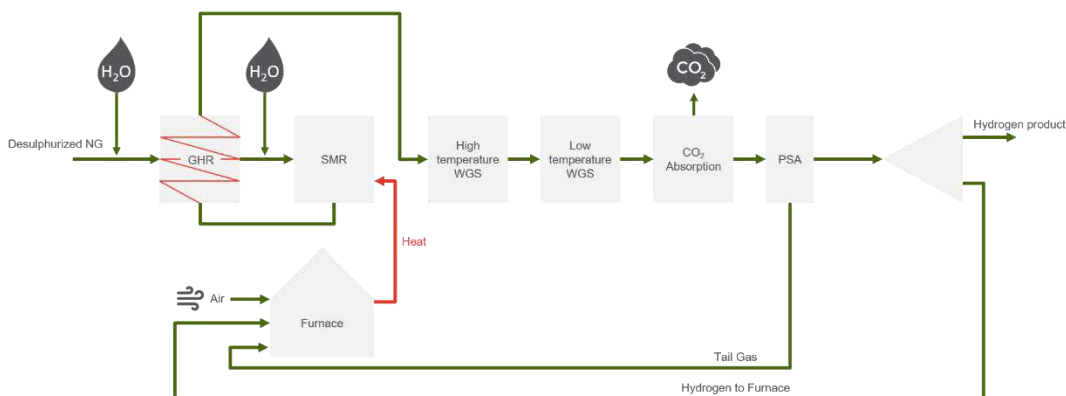 H₂O
H₂O
CO₂
Desulphurized NG
GHR
SMR
High
temperature
WGS
Low
temperature
WGS
CO₂
Absorption
PSA
Hydrogen product
Heat
Air
Furnace
Tail Gas
Hydrogen to Furnace